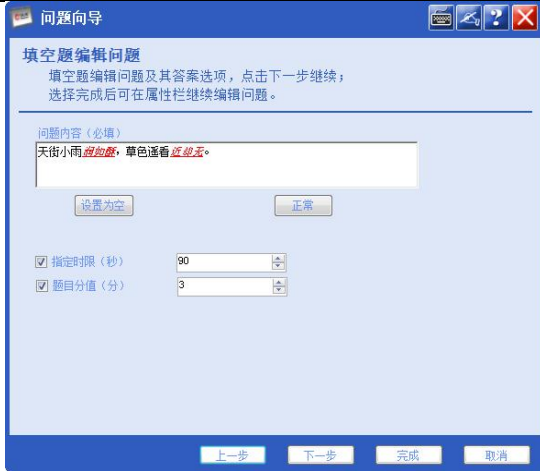 问题向导
填空题编辑问题
填空题编辑问题及其答案选项，点击下一步继续；
选择完成后可在属性栏继续编辑问题。
问题内容（必填）
天街小雨润如酥，草色遥看近却无。
设置为空 正常
指定时限（秒） 90
题目分值（分） 3
上一步 下一步 完成 取消